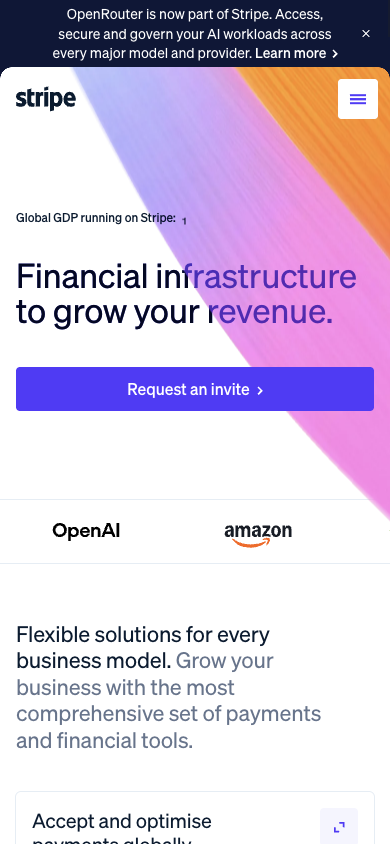 OpenRouter is now part of Stripe. Access,
secure and govern your AI workloads across
every major model and provider. Learn more
stripe
Global GDP running on Stripe: 1
Financial infrastructure
to grow your revenue.
Request an invite
OpenAI
amazon
Flexible solutions for every
business model. Grow your
business with the most
comprehensive set of payments
and financial tools.
Accept and optimise
payments globally